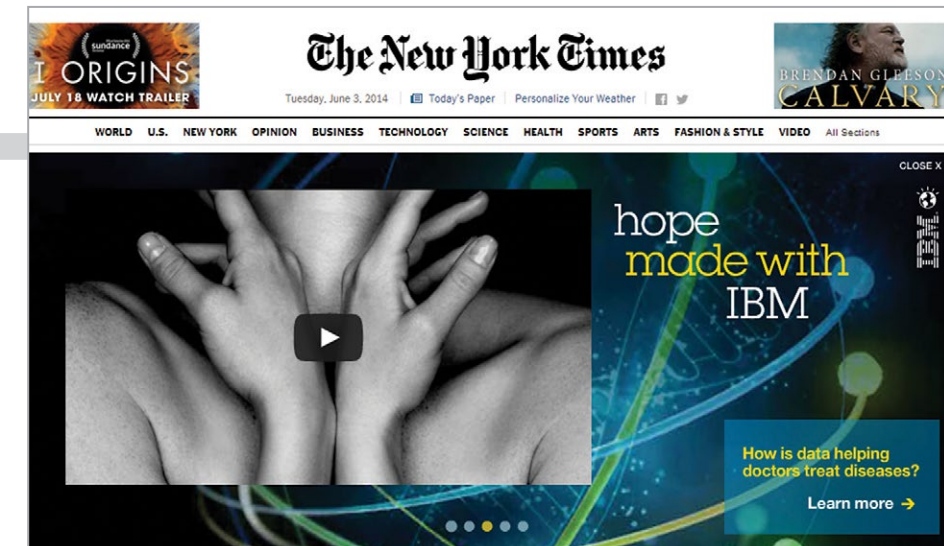 sundance
I ORIGINS
JULY 18 WATCH TRAILER
The New York Times
Tuesday, June 3, 2014
Today's Paper
Personalize Your Weather
BRENDAN GLEESON
CALVARY
WORLD U.S. NEW YORK OPINION BUSINESS TECHNOLOGY SCIENCE HEALTH SPORTS ARTS FASHION & STYLE VIDEO All Sections
CLOSE X
hope
made with
IBM
IBM
How is data helping
doctors treat diseases?
Learn more →